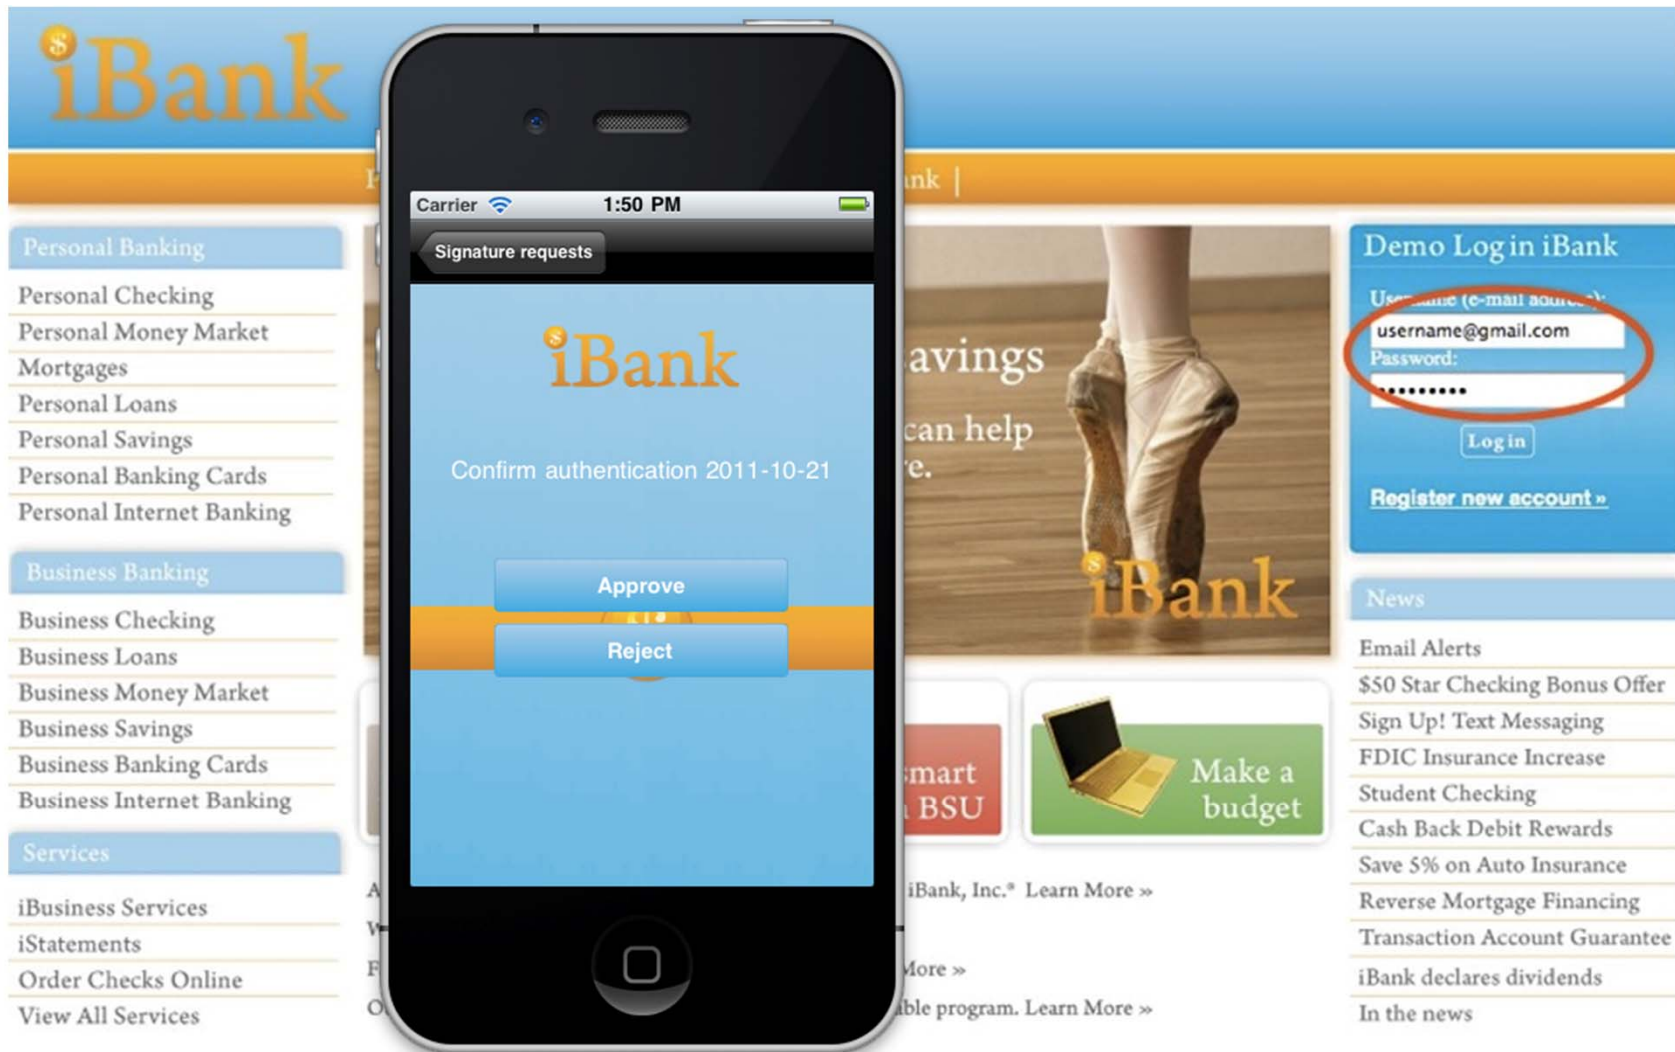 iBank
ank |
Personal Banking
Personal Checking
Personal Money Market
Mortgages
Personal Loans
Personal Savings
Personal Banking Cards
Personal Internet Banking
Business Banking
Business Checking
Business Loans
Business Money Market
Business Savings
Business Banking Cards
Business Internet Banking
Services
iBusiness Services
iStatements
Order Checks Online
View All Services
Carrier 1:50 PM
Signature requests
iBank
Confirm authentication 2011-10-21
Approve
Reject
avings
can help
e.
iBank
smart
BSU
Make a
budget
iBank, Inc.® Learn More »
More »
ble program. Learn More »
Demo Log in iBank
Username (e-mail address):
username@gmail.com
Password:
•••••••••
Log in
Register new account »
News
Email Alerts
$50 Star Checking Bonus Offer
Sign Up! Text Messaging
FDIC Insurance Increase
Student Checking
Cash Back Debit Rewards
Save 5% on Auto Insurance
Reverse Mortgage Financing
Transaction Account Guarantee
iBank declares dividends
In the news